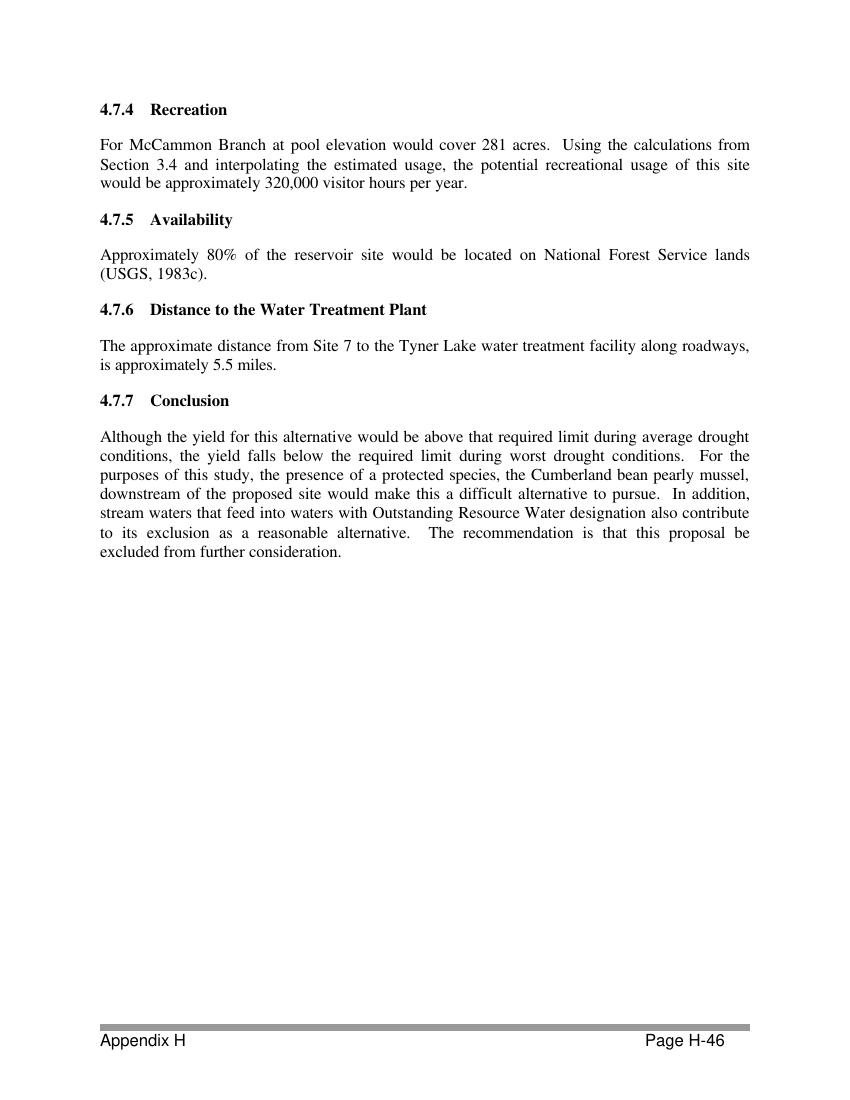 4.7.4 Recreation
For McCammon Branch at pool elevation would cover 281 acres. Using the calculations from
Section 3.4 and interpolating the estimated usage, the potential recreational usage of this site
would be approximately 320,000 visitor hours per year.
4.7.5 Availability
Approximately 80% of the reservoir site would be located on National Forest Service lands
(USGS, 1983c).
4.7.6 Distance to the Water Treatment Plant
The approximate distance from Site 7 to the Tyner Lake water treatment facility along roadways,
is approximately 5.5 miles.
4.7.7 Conclusion
Although the yield for this alternative would be above that required limit during average drought
conditions, the yield falls below the required limit during worst drought conditions. For the
purposes of this study, the presence of a protected species, the Cumberland bean pearly mussel,
downstream of the proposed site would make this a difficult alternative to pursue. In addition,
stream waters that feed into waters with Outstanding Resource Water designation also contribute
to its exclusion as a reasonable alternative. The recommendation is that this proposal be
excluded from further consideration.
Appendix H Page H-46